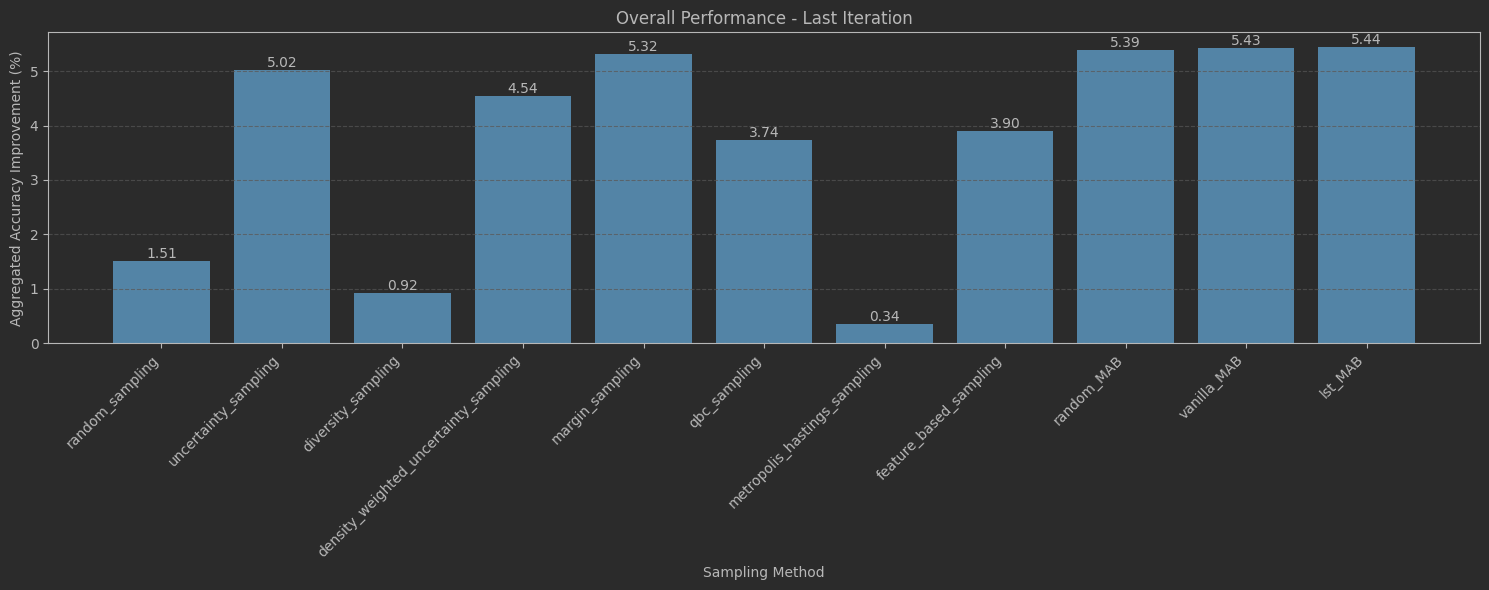 Overall Performance - Last Iteration
Aggregated Accuracy Improvement (%)
5
4
3
2
1
0
1.51
5.02
0.92
4.54
5.32
3.74
0.34
3.90
5.39
5.43
5.44
random_sampling
uncertainty_sampling
diversity_sampling
density_weighted_uncertainty_sampling
margin_sampling
qbc_sampling
metropolis_hastings_sampling
feature_based_sampling
random_MAB
vanilla_MAB
lst_MAB
Sampling Method